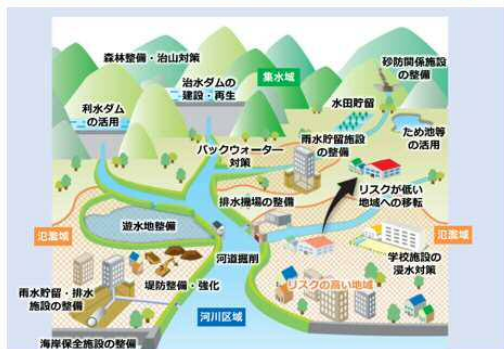 森林整備・治山対策
砂防関係施設
の整備
治水ダムの
建設・再生
集水域
水田貯留
利水ダム
の活用
ため池等
の活用
雨水貯留施設
の整備
バックウォーター
対策
リスクが低い
地域への移転
排水機場の整備
遊水地整備
氾濫域
氾濫域
学校施設の
浸水対策
河道掘削
堤防整備・強化
リスクの高い地域
雨水貯留・排水
施設の整備
河川区域
海岸保全施設の整備